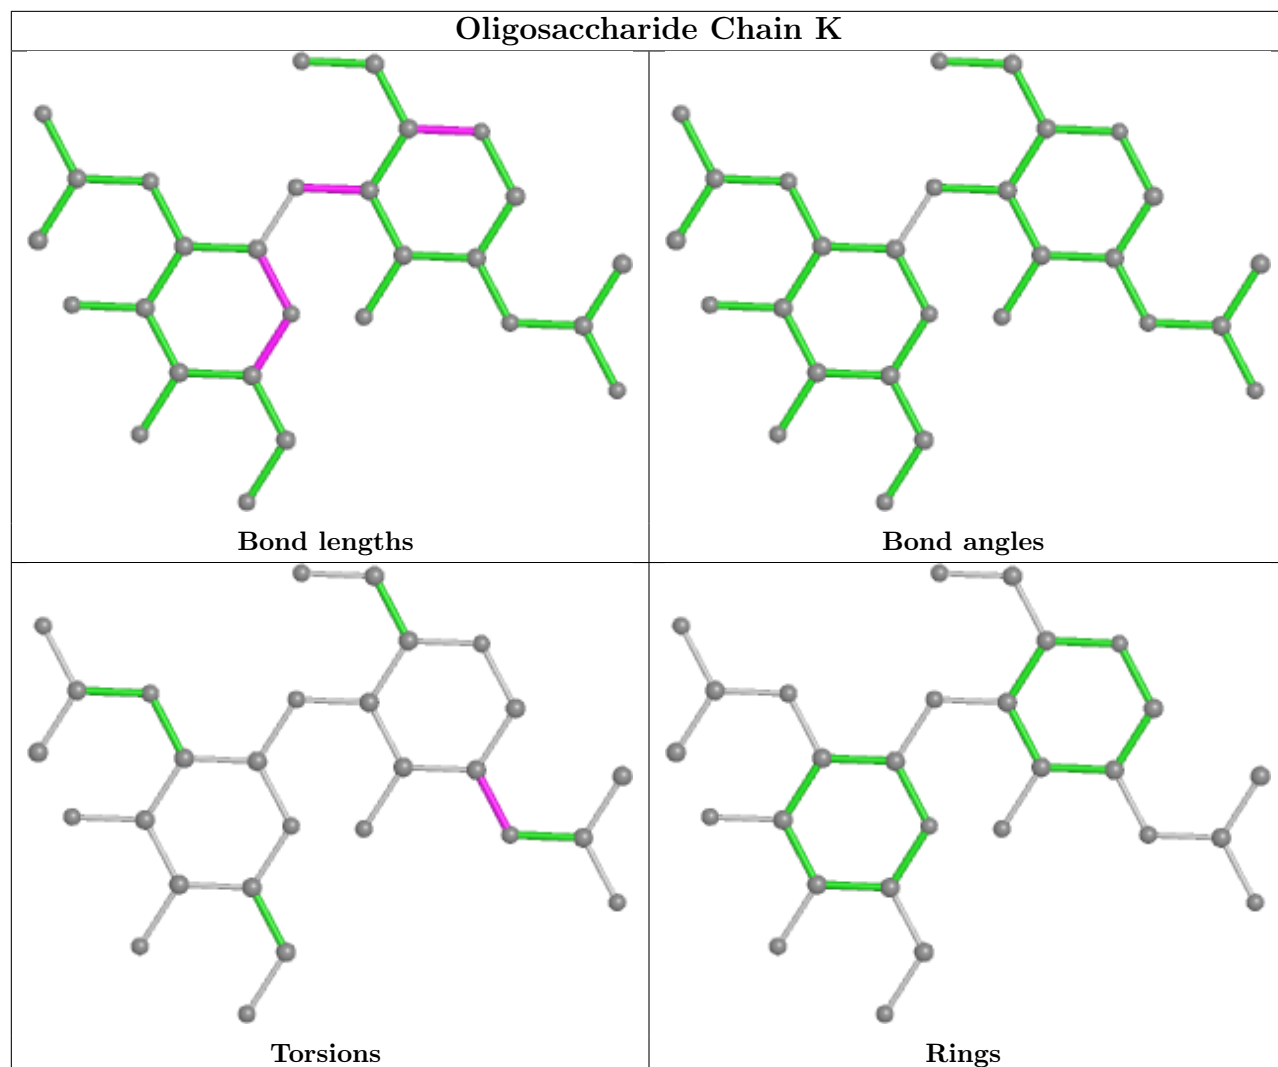 Oligosaccharide Chain K
Bond lengths
Bond angles
Torsions
Rings